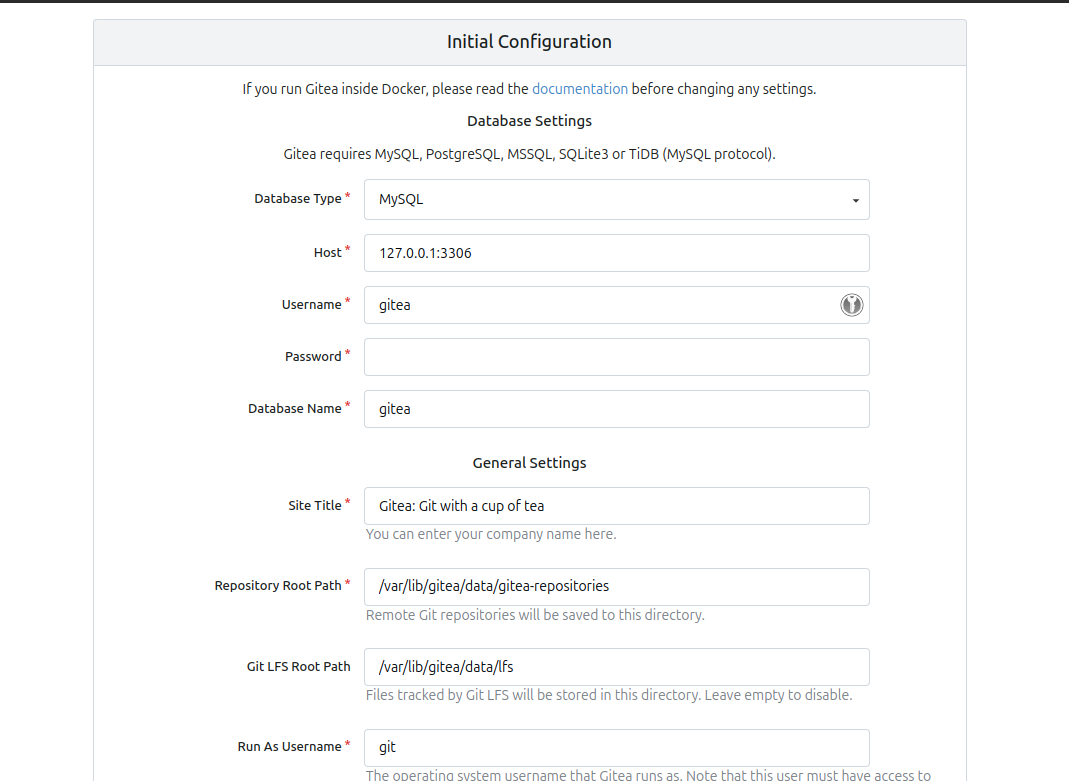 Initial Configuration
If you run Gitea inside Docker, please read the documentation before changing any settings.
Database Settings
Gitea requires MySQL, PostgreSQL, MSSQL, SQLite3 or TiDB (MySQL protocol).
Database Type * MySQL
Host * 127.0.0.1:3306
Username * gitea
Password *
Database Name * gitea
General Settings
Site Title * Gitea: Git with a cup of tea
You can enter your company name here.
Repository Root Path * /var/lib/gitea/data/gitea-repositories
Remote Git repositories will be saved to this directory.
Git LFS Root Path /var/lib/gitea/data/lfs
Files tracked by Git LFS will be stored in this directory. Leave empty to disable.
Run As Username * git
The operating system username that Gitea runs as. Note that this user must have access to